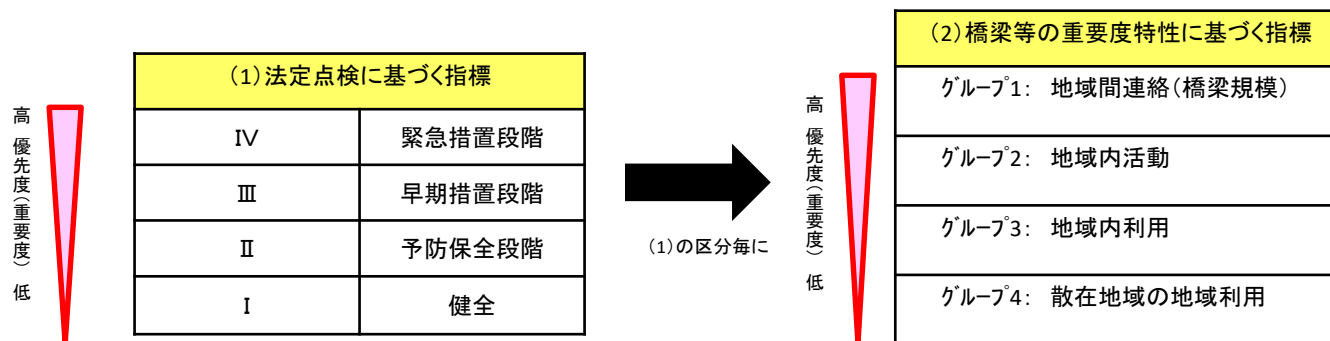 (1)法定点検に基づく指標
Ⅳ 緊急措置段階
Ⅲ 早期措置段階
Ⅱ 予防保全段階
Ⅰ 健全
高 優先度(重要度) 低
(1)の区分毎に
(2)橋梁等の重要度特性に基づく指標
ｸﾞﾙｰﾌﾟ1: 地域間連絡(橋梁規模)
ｸﾞﾙｰﾌﾟ2: 地域内活動
ｸﾞﾙｰﾌﾟ3: 地域内利用
ｸﾞﾙｰﾌﾟ4: 散在地域の地域利用
高 優先度(重要度) 低